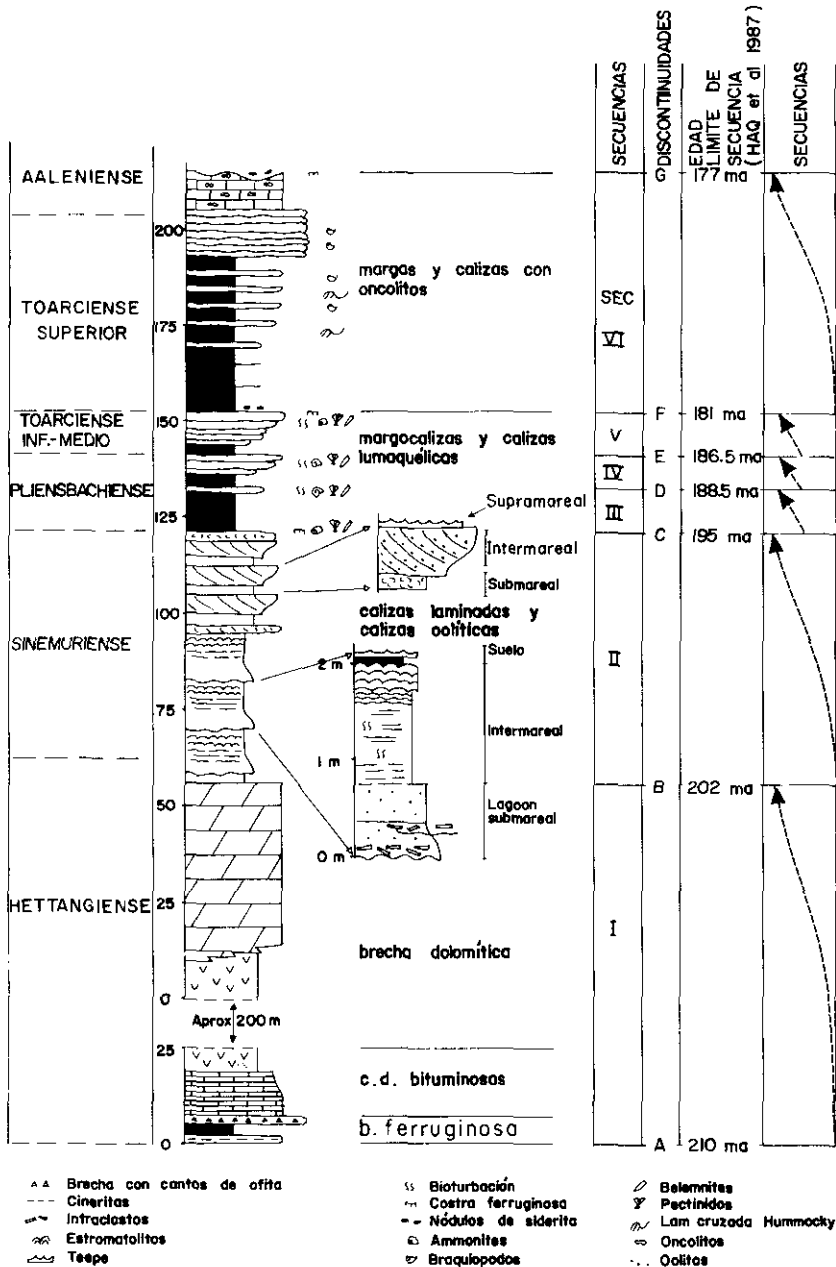 SECUENCIAS
DISCONTINUIDADES
EDAD
LIMITE DE
SECUENCIA
(HAQ et al 1987)
SECUENCIAS
AALENIENSE
G
177 ma
200
margas y calizas con
oncolitos
TOARCIENSE
SUPERIOR
175
SEC
VI
TOARCIENSE
INF.-MEDIO
150
F
181 ma
margocalizas y calizas
lumaquélicas
V
E
186.5 ma
IV
PLIENSBACHIENSE
D
188.5 ma
125
III
C
195 ma
Supramareal
Intermareal
Submareal
100
calizas laminadas y
calizas oolíticas
SINEMURIENSE
Suelo
2 m
II
75
Intermareal
1 m
B
202 ma
50
Lagoon
submareal
0 m
HETTANGIENSE
25
I
brecha dolomítica
0
Aprox 200 m
25
c.d. bituminosas
b. ferruginosa
0
A
210 ma
Brecha con cantos de ofita
Cineritas
Intraclastos
Estromatolitos
Teepe
Bioturbación
Costra ferruginosa
Nódulos de siderita
Ammonites
Braquiopodos
Belemnites
Pectinidos
Lam cruzada Hummocky
Oncolitos
Oolitos